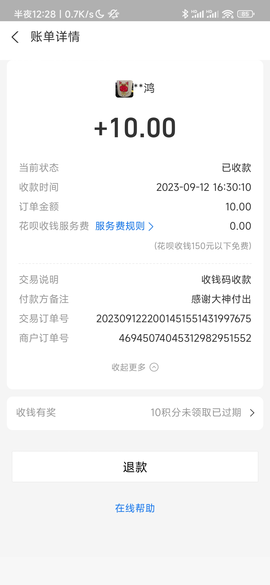 半夜12:28 | 0.7K/s
85
账单详情
**鸿
+10.00
当前状态 已收款
收款时间 2023-09-12 16:30:10
订单金额 10.00
花呗收钱服务费 服务费规则 0.00
(花呗收钱150元以下免费)
交易说明 收钱码收款
付款方备注 感谢大神付出
交易订单号 2023091222001451551431997675
商户订单号 46945074045312982951552
收起更多
收钱有奖 10积分未领取已过期
退款
在线帮助